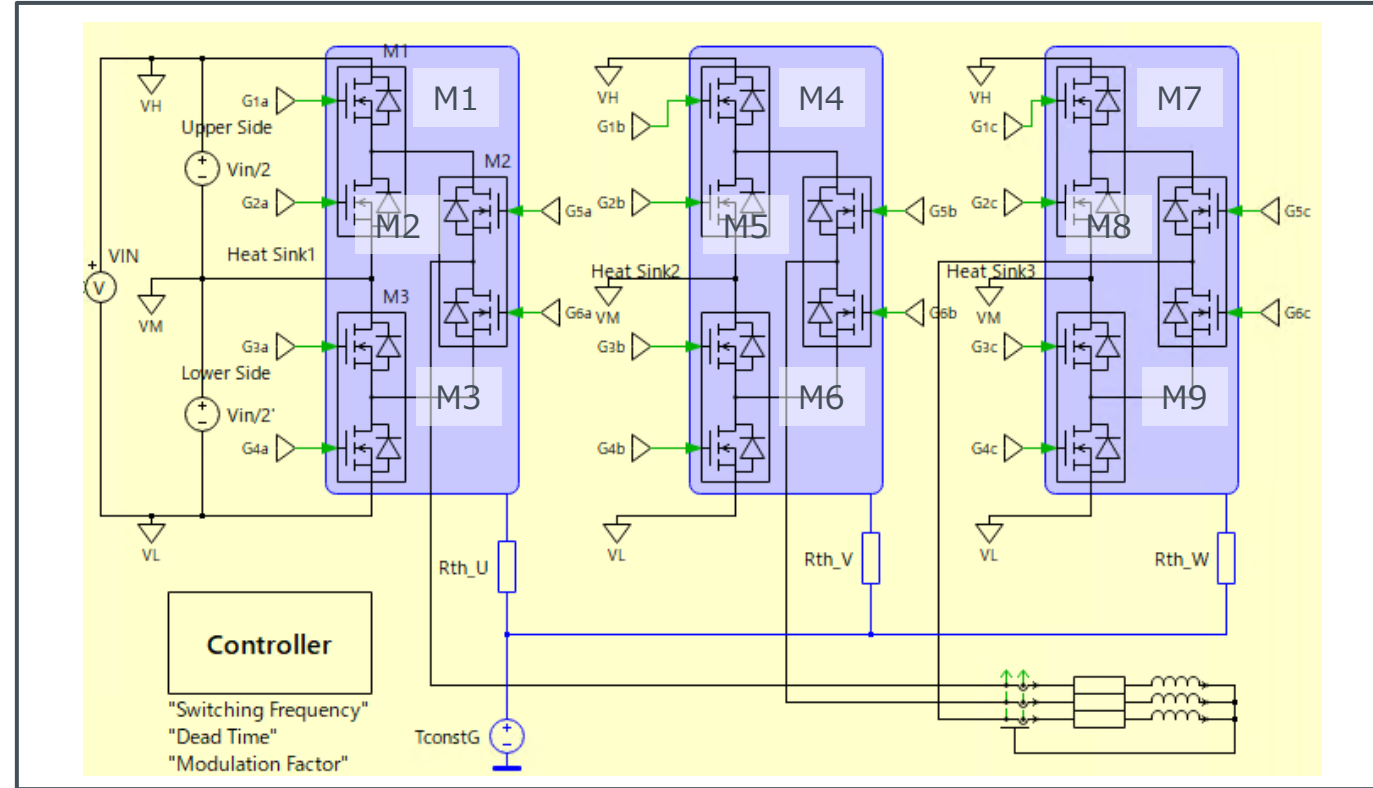 M1
M1
M4
M7
VH
VH
VH
G1a
G1b
G1c
Upper Side
Vin/2
+
−
M2
G2a
G2b
G2c
G5a
G5b
G5c
M2
M5
M8
VIN
+
V
Heat Sink1
Heat Sink2
Heat Sink3
VM
VM
VM
M3
G6a
G6b
G6c
G3a
G3b
G3c
Lower Side
Vin/2'
+
−
M3
M6
M9
G4a
G4b
G4c
VL
VL
VL
Rth_U
Rth_V
Rth_W
Controller
"Switching Frequency"
"Dead Time"
"Modulation Factor"
TconstG
+
−